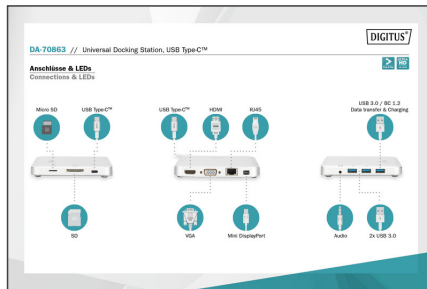 DIGITUS®
DA-70863 // Universal Docking Station, USB Type-C™
Anschlüsse & LEDs
Connections & LEDs
Micro SD
USB Type-C™
USB Type-C™
HDMI
RJ45
USB 3.0 / BC 1.2
Data transfer & Charging
SD
VGA
Mini DisplayPort
Audio
2x USB 3.0